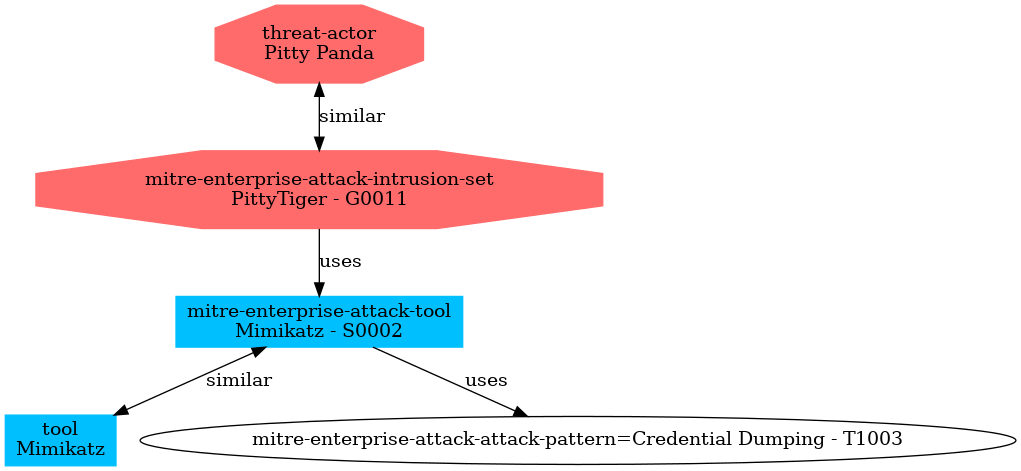 threat-actor
Pitty Panda
similar
mitre-enterprise-attack-intrusion-set
PittyTiger - G0011
uses
mitre-enterprise-attack-tool
Mimikatz - S0002
similar
uses
tool
Mimikatz
mitre-enterprise-attack-attack-pattern=Credential Dumping - T1003